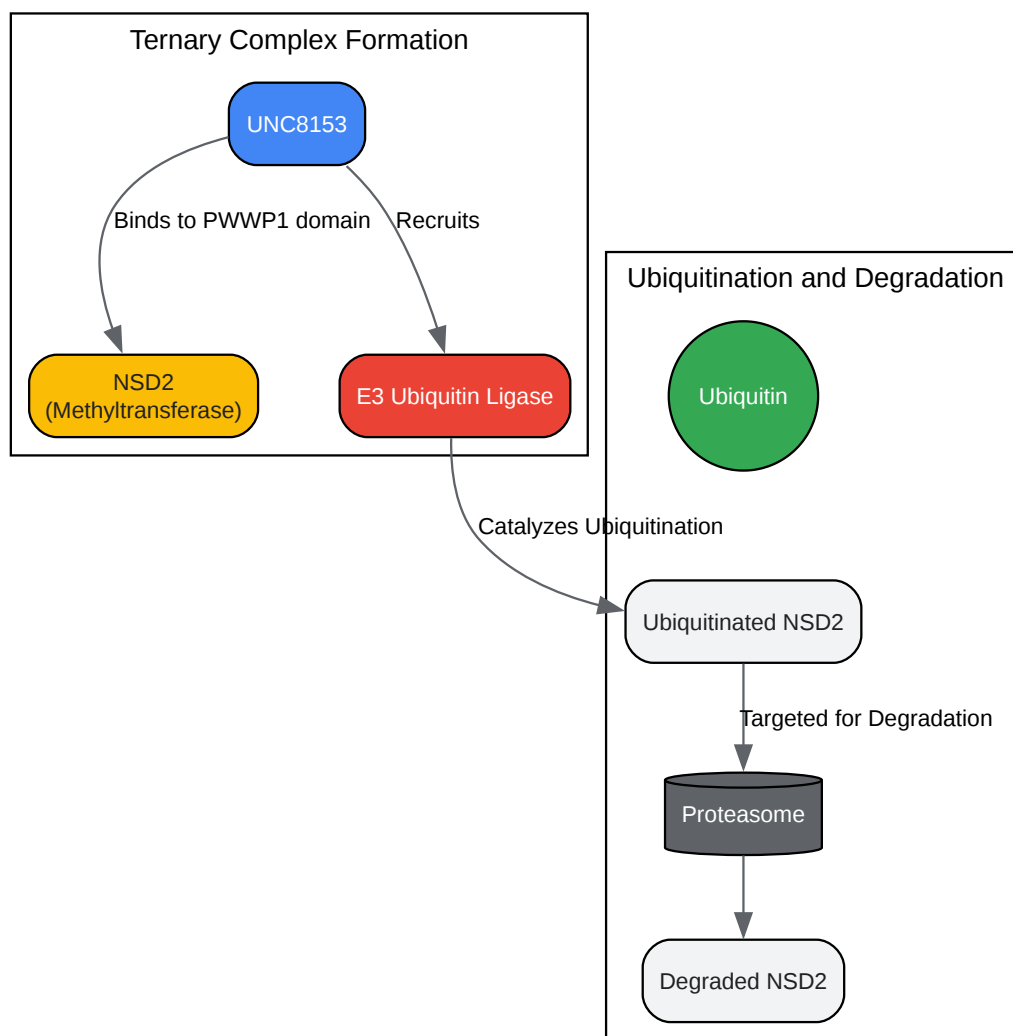 Ternary Complex Formation
UNC8153
Binds to PWWP1 domain
Recruits
NSD2
(Methyltransferase)
E3 Ubiquitin Ligase
Ubiquitination and Degradation
Ubiquitin
Catalyzes Ubiquitination
Ubiquitinated NSD2
Targeted for Degradation
Proteasome
Degraded NSD2